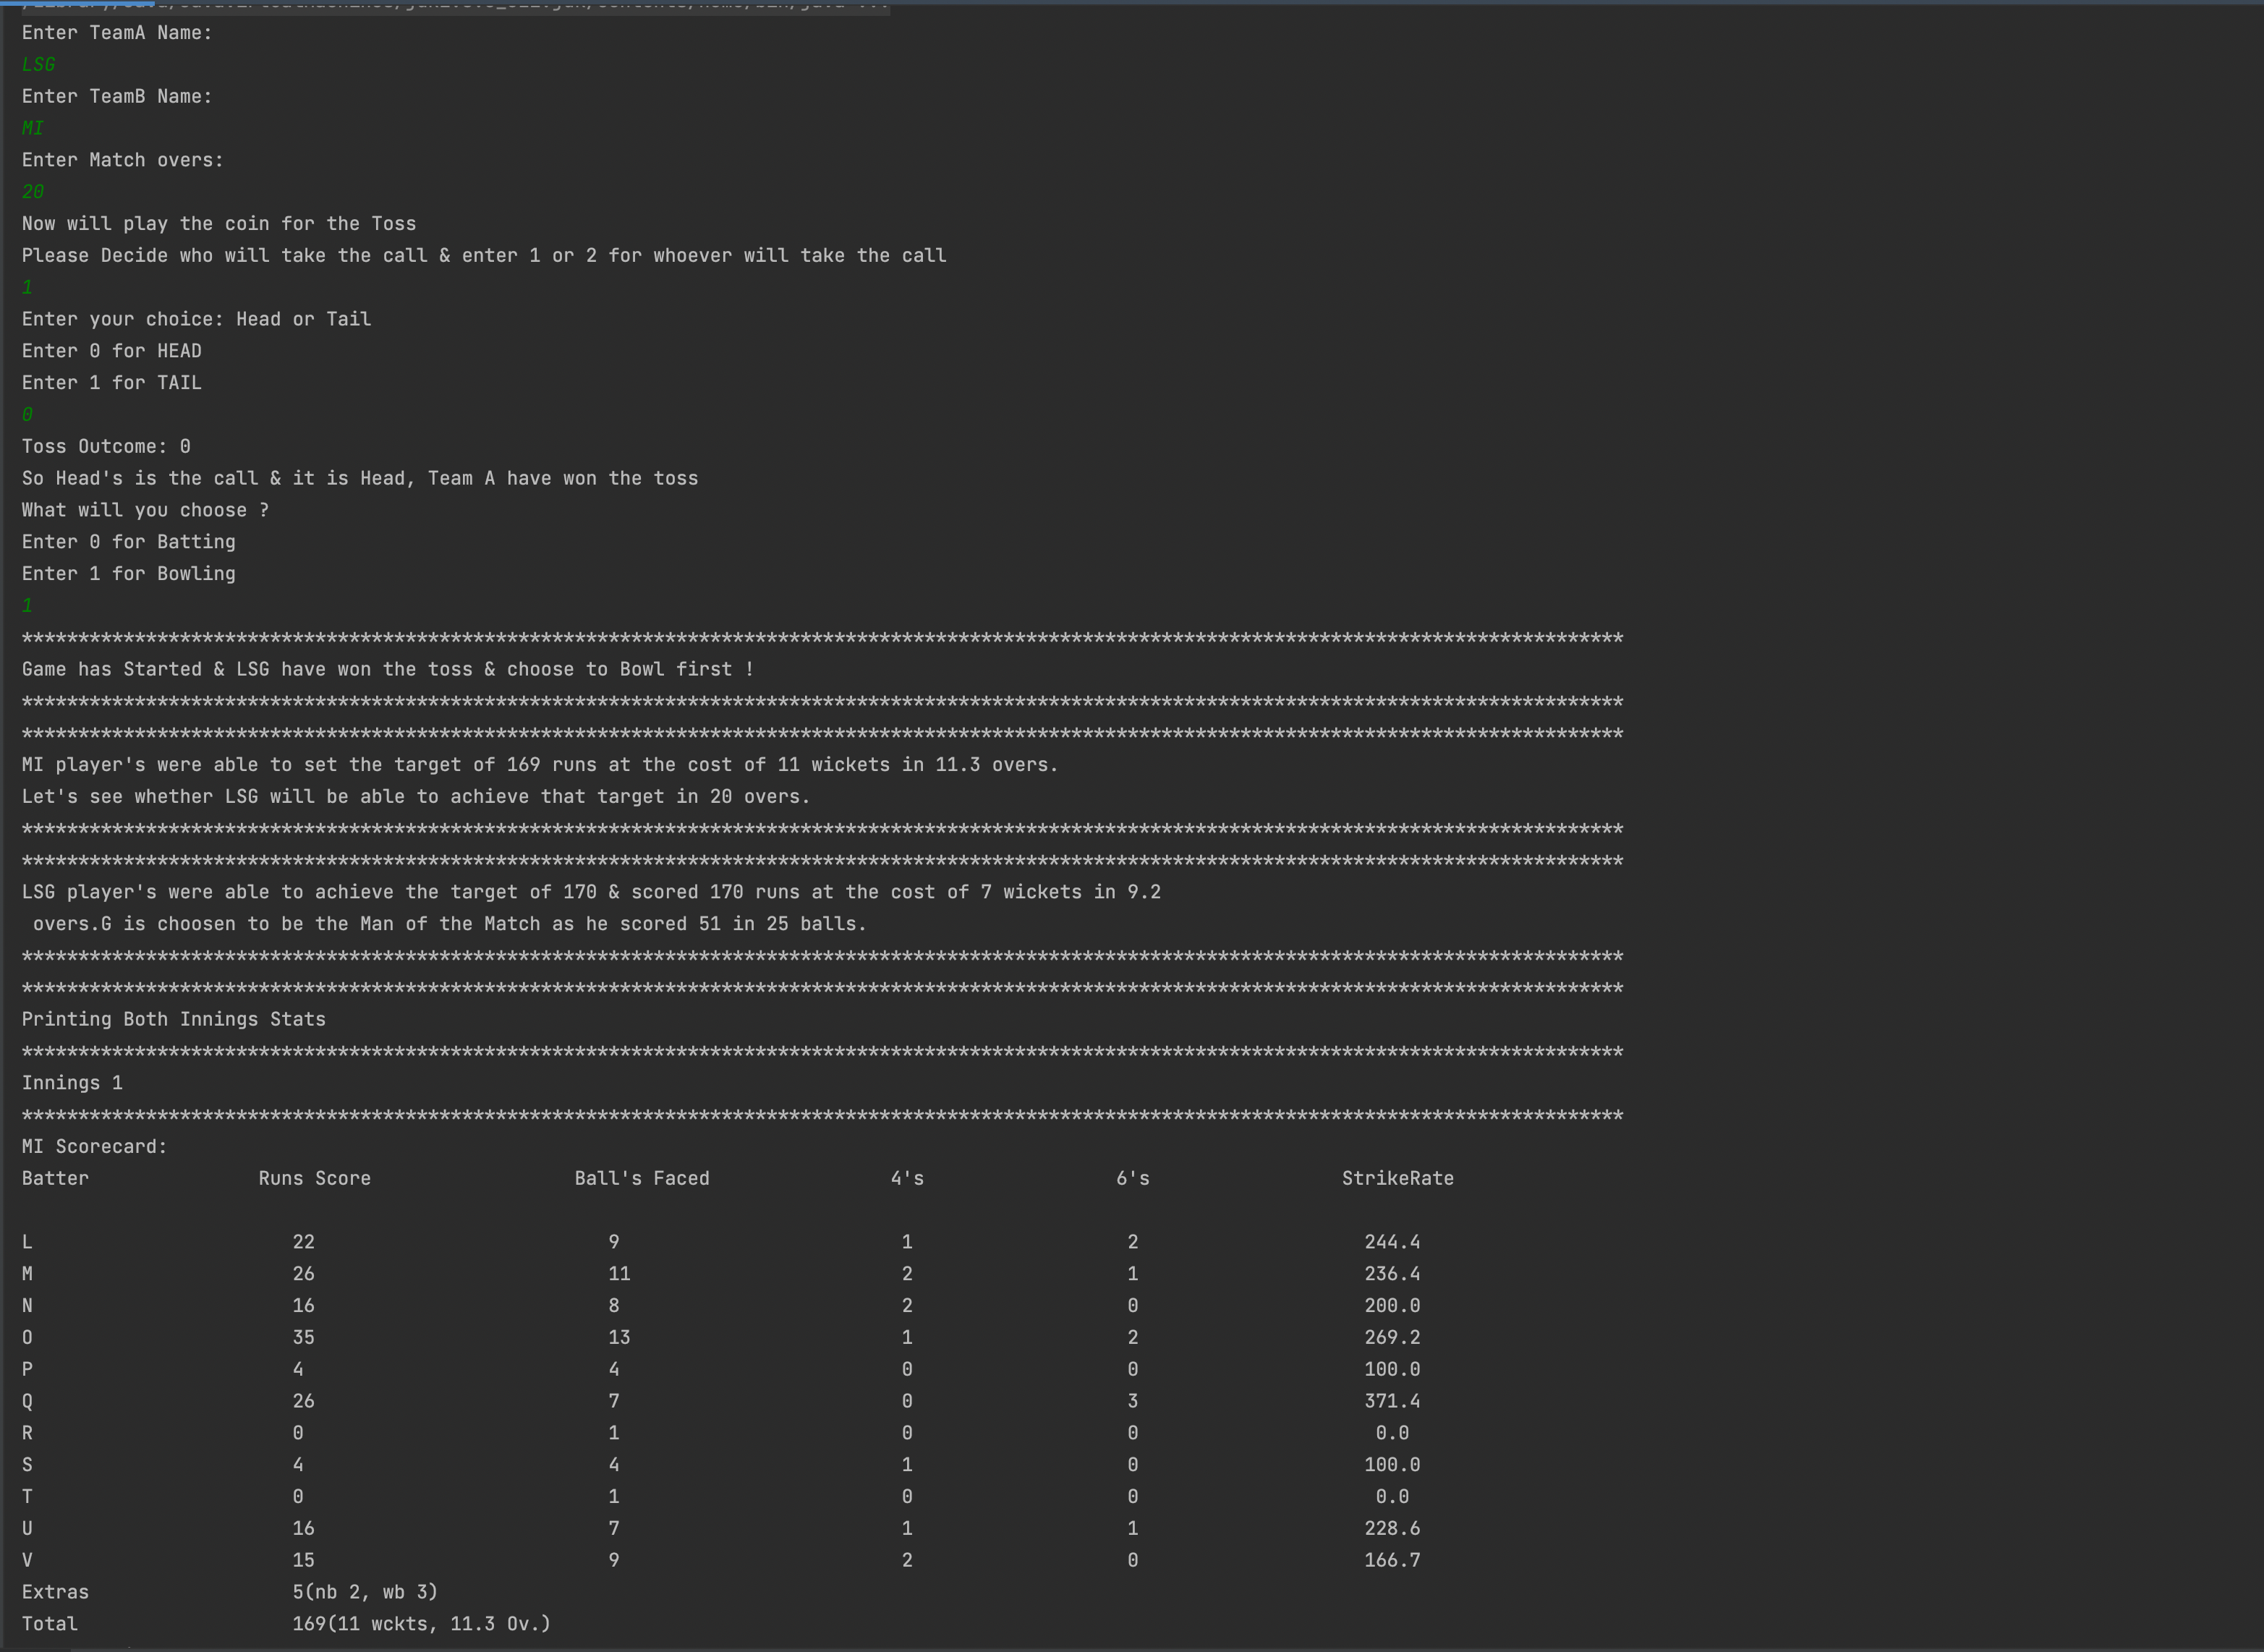 Enter TeamA Name:
LSG
Enter TeamB Name:
MI
Enter Match overs:
20
Now will play the coin for the Toss
Please Decide who will take the call & enter 1 or 2 for whoever will take the call
1
Enter your choice: Head or Tail
Enter 0 for HEAD
Enter 1 for TAIL
0
Toss Outcome: 0
So Head's is the call & it is Head, Team A have won the toss
What will you choose ?
Enter 0 for Batting
Enter 1 for Bowling
1
**********************************************************************************************************************************************
Game has Started & LSG have won the toss & choose to Bowl first !
**********************************************************************************************************************************************
**********************************************************************************************************************************************
MI player's were able to set the target of 169 runs at the cost of 11 wickets in 11.3 overs.
Let's see whether LSG will be able to achieve that target in 20 overs.
**********************************************************************************************************************************************
**********************************************************************************************************************************************
LSG player's were able to achieve the target of 170 & scored 170 runs at the cost of 7 wickets in 9.2
overs.G is choosen to be the Man of the Match as he scored 51 in 25 balls.
**********************************************************************************************************************************************
**********************************************************************************************************************************************
Printing Both Innings Stats
**********************************************************************************************************************************************
Innings 1
**********************************************************************************************************************************************
MI Scorecard:
Batter Runs Score Ball's Faced 4's 6's StrikeRate
L 22 9 1 2 244.4
M 26 11 2 1 236.4
N 16 8 2 0 200.0
O 35 13 1 2 269.2
P 4 4 0 0 100.0
Q 26 7 0 3 371.4
R 0 1 0 0 0.0
S 4 4 1 0 100.0
T 0 1 0 0 0.0
U 16 7 1 1 228.6
V 15 9 2 0 166.7
Extras 5(nb 2, wb 3)
Total 169(11 wckts, 11.3 Ov.)